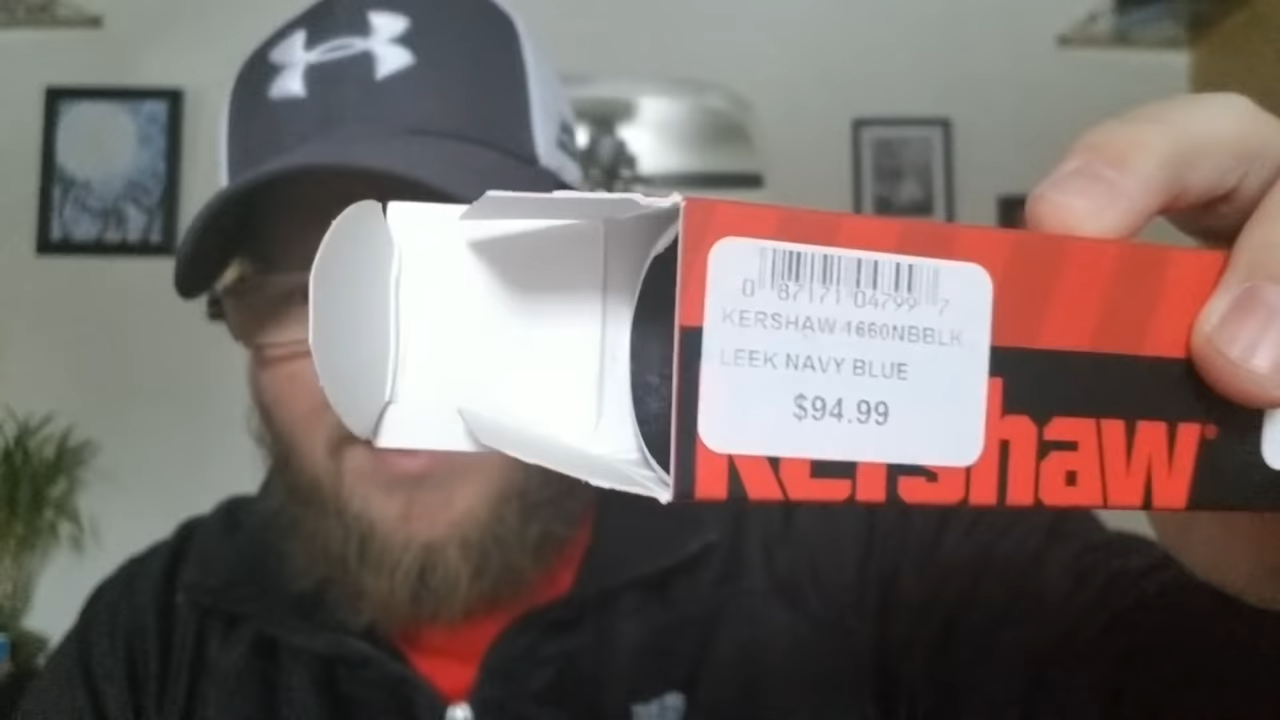 0 87171 04799 7
KERSHAW 1660NBBLK
LEEK NAVY BLUE
$94.99
Kershaw